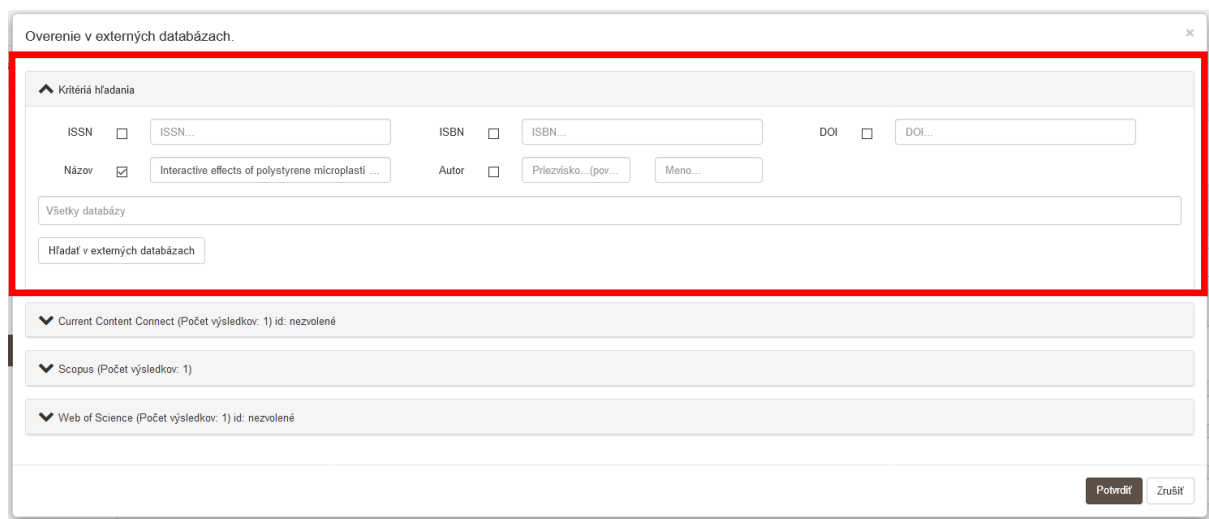 Overenie v externých databázach. ×
Kritériá hľadania
ISSN ISSN... ISBN ISBN... DOI DOI...
Názov Interactive effects of polystyrene microplasti ... Autor Priezvisko...(pov... Meno...
Všetky databázy
Hľadať v externých databázach
Current Content Connect (Počet výsledkov: 1) id: nezvolené
Scopus (Počet výsledkov: 1)
Web of Science (Počet výsledkov: 1) id: nezvolené
Potvrdiť Zrušiť